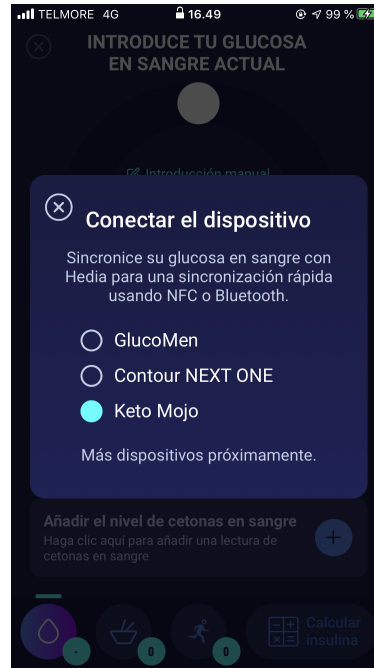 TELMORE 4G 16.49 99 %
INTRODUCE TU GLUCOSA
EN SANGRE ACTUAL
Introducción manual
Conectar el dispositivo
Sincronice su glucosa en sangre con
Hedia para una sincronización rápida
usando NFC o Bluetooth.
GlucoMen
Contour NEXT ONE
Keto Mojo
Más dispositivos próximamente.
Añadir el nivel de cetonas en sangre
Haga clic aquí para añadir una lectura de
cetonas en sangre
- 0 0
Calcular
insulina